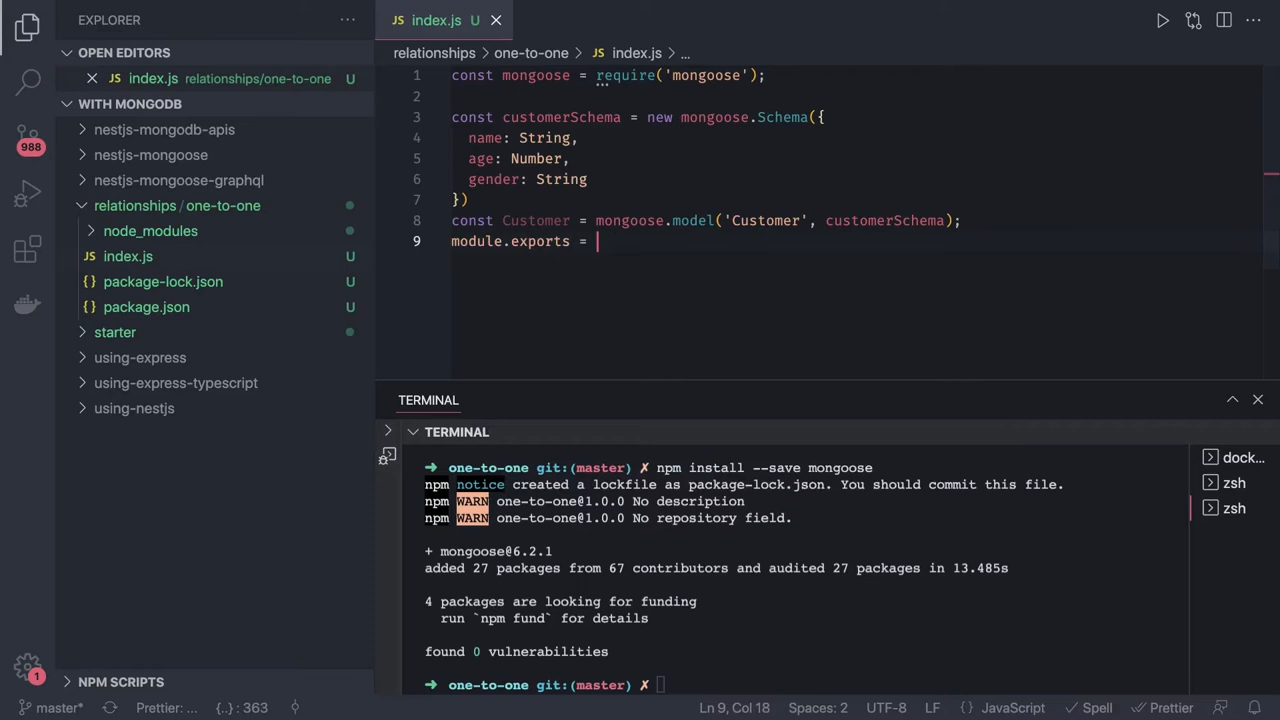 EXPLORER
OPEN EDITORS
JS index.js relationships/one-to-one U
WITH MONGODB
nestjs-mongodb-apis
nestjs-mongoose
nestjs-mongoose-graphql
relationships / one-to-one
node_modules
index.js U
{} package-lock.json U
{} package.json U
starter
using-express
using-express-typescript
using-nestjs
NPM SCRIPTS
988
1
JS index.js U
relationships > one-to-one > JS index.js > ...
1 const mongoose = require('mongoose');
2
3 const customerSchema = new mongoose.Schema({
4 name: String,
5 age: Number,
6 gender: String
7 })
8 const Customer = mongoose.model('Customer', customerSchema);
9 module.exports =
TERMINAL
TERMINAL
➜ one-to-one git:(master) ✗ npm install --save mongoose
npm notice created a lockfile as package-lock.json. You should commit this file.
npm WARN one-to-one@1.0.0 No description
npm WARN one-to-one@1.0.0 No repository field.
+ mongoose@6.2.1
added 27 packages from 67 contributors and audited 27 packages in 13.485s
4 packages are looking for funding
run `npm fund` for details
found 0 vulnerabilities
➜ one-to-one git:(master) ✗
dock...
zsh
zsh
master* Prettier: ... {..} : 363 Ln 9, Col 18 Spaces: 2 UTF-8 LF {} JavaScript Spell Prettier